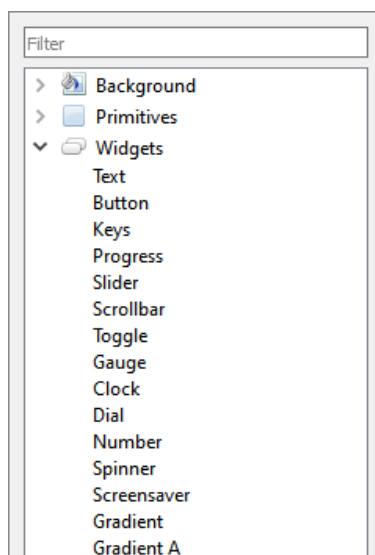 Filter
Background
Primitives
Widgets
Text
Button
Keys
Progress
Slider
Scrollbar
Toggle
Gauge
Clock
Dial
Number
Spinner
Screensaver
Gradient
Gradient A